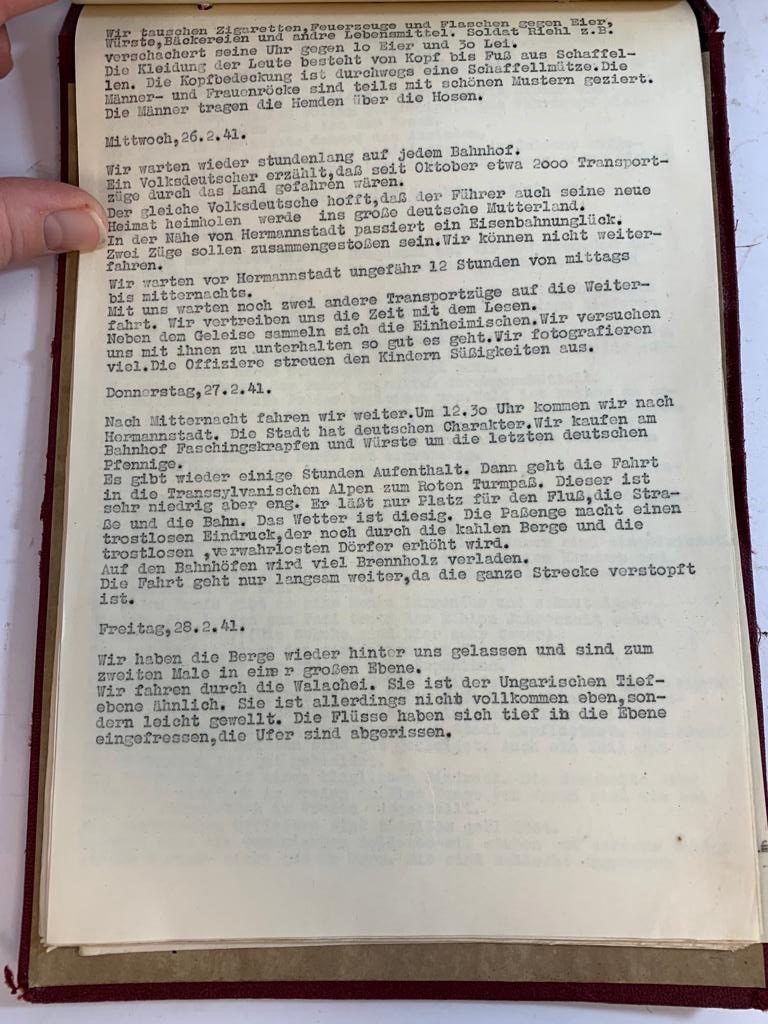 Wir tauschen Zigaretten,Feuerzeuge und Flaschen gegen Eier,
Würste,Bäckereien und andre Lebensmittel. Soldat Riehl z.B.
verschachert seine Uhr gegen 1o Eier und 3o Lei.
Die Kleidung der Leute besteht von Kopf bis Fuß aus Schaffel-
len. Die Kopfbedeckung ist durchwegs eine Schaffellmütze.Die
Männer- und Frauenröcke sind teils mit schönen Mustern geziert.
Die Männer tragen die Hemden über die Hosen.
Mittwoch,26.2.41.
Wir warten wieder stundenlang auf jedem Bahnhof.
Ein Volksdeutscher erzählt,daß seit Oktober etwa 2ooo Transport-
züge durch das Land gefahren wären.
Der gleiche Volksdeutsche hofft,daß der Führer auch seine neue
Heimat heimholen werde ins große deutsche Mutterland.
In der Nähe von Hermannstadt passiert ein Eisenbahnunglück.
Zwei Züge sollen zusammengestoßen sein.Wir können nicht weiter-
fahren.
Wir warten vor Hermannstadt ungefähr 12 Stunden von mittags
bis mitternachts.
Mit uns warten noch zwei andere Transportzüge auf die Weiter-
fahrt. Wir vertreiben uns die Zeit mit dem Lesen.
Neben dem Geleise sammeln sich die Einheimischen.Wir versuchen
uns mit ihnen zu unterhalten so gut es geht.Wir fotografieren
viel.Die Offiziere streuen den Kindern Süßigkeiten aus.
Donnerstag,27.2.41.
Nach Mitternacht fahren wir weiter.Um 12.3o Uhr kommen wir nach
Hermannstadt. Die Stadt hat deutschen Charakter.Wir kaufen am
Bahnhof Faschingskrapfen und Würste um die letzten deutschen
Pfennige.
Es gibt wieder einige Stunden Aufenthalt. Dann geht die Fahrt
in die Transsylvanischen Alpen zum Roten Turmpaß. Dieser ist
sehr niedrig aber eng. Er läßt nur Platz für den Fluß,die Stra-
ße und die Bahn. Das Wetter ist diesig. Die Paßenge macht einen
trostlosen Eindruck,der noch durch die kahlen Berge und die
trostlosen ,verwahrlosten Dörfer erhöht wird.
Auf den Bahnhöfen wird viel Brennholz verladen.
Die Fahrt geht nur langsam weiter,da die ganze Strecke verstopft
ist.
Freitag,28.2.41.
Wir haben die Berge wieder hinter uns gelassen und sind zum
zweiten Male in einer großen Ebene.
Wir fahren durch die Walachei. Sie ist der Ungarischen Tief-
ebene ähnlich. Sie ist allerdings nicht vollkommen eben,son-
dern leicht gewellt. Die Flüsse haben sich tief in die Ebene
eingefressen,die Ufer sind abgerissen.